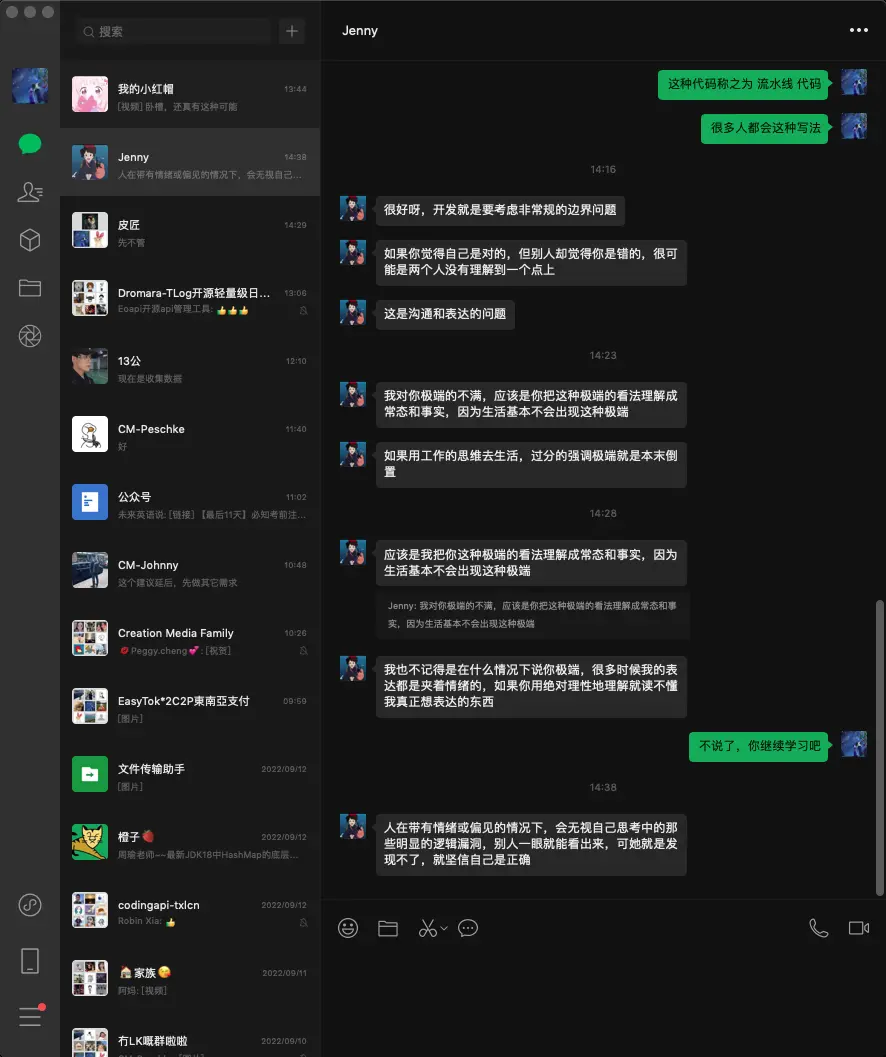 搜索
我的小红帽
13:44
[视频] 卧槽，还真有这种可能
Jenny
14:38
人在带有情绪或偏见的情况下，会无视自己...
皮匠
14:29
先不管
Dromara-TLog开源轻量级日...
13:06
Eoapi开源api管理工具: 👍👍👍
13公
12:10
现在是收集数据
CM-Peschke
11:40
好
公众号
11:02
未来英语说: [链接] 【最后11天】必知考前注...
CM-Johnny
10:48
这个建议延后，先做其它需求
Creation Media Family
10:26
💋Peggy.cheng💕: [祝贺]
EasyTok*2C2P東南亞支付
09:59
[图片]
文件传输助手
2022/09/12
[图片]
橙子🍓
2022/09/12
周瑜老师~~最新JDK18中HashMap的底层...
codingapi-txlcn
2022/09/12
Robin Xia: 👍
🏠家族😘
2022/09/11
阿妈: [视频]
冇LK嘅群啦啦
2022/09/10
Jenny
这种代码称之为 流水线 代码
很多人都会这种写法
14:16
很好呀，开发就是要考虑非常规的边界问题
如果你觉得自己是对的，但别人却觉得你是错的，很可
能是两个人没有理解到一个点上
这是沟通和表达的问题
14:23
我对你极端的不满，应该是你把这种极端的看法理解成
常态和事实，因为生活基本不会出现这种极端
如果用工作的思维去生活，过分的强调极端就是本末倒
置
14:28
应该是我把你这种极端的看法理解成常态和事实，因为
生活基本不会出现这种极端
Jenny: 我对你极端的不满，应该是你把这种极端的看法理解成常态和事
实，因为生活基本不会出现这种极端
我也不记得是在什么情况下说你极端，很多时候我的表
达都是夹着情绪的，如果你用绝对理性地理解就读不懂
我真正想表达的东西
不说了，你继续学习吧
14:38
人在带有情绪或偏见的情况下，会无视自己思考中的那
些明显的逻辑漏洞，别人一眼就能看出来，可她就是发
现不了，就坚信自己是正确